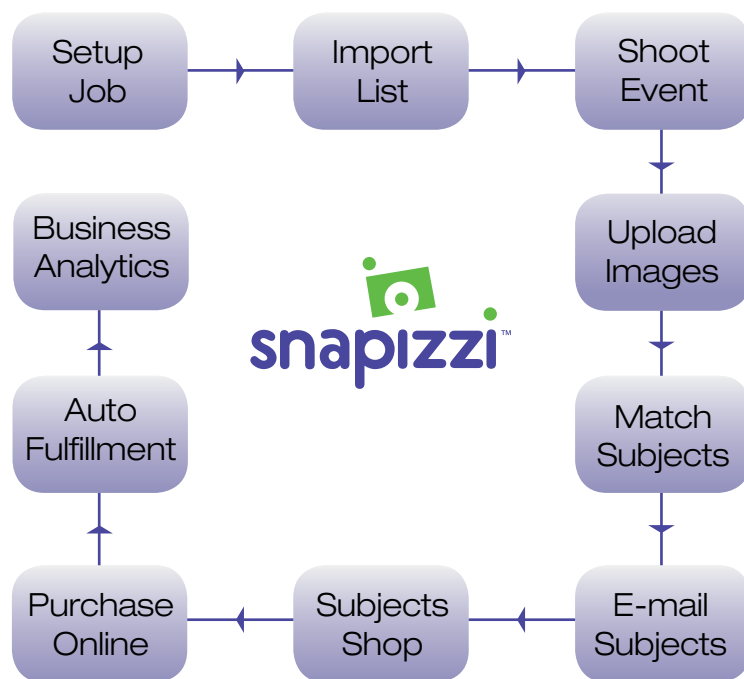 Setup
Job
Import
List
Shoot
Event
Upload
Images
Match
Subjects
E-mail
Subjects
Subjects
Shop
Purchase
Online
Auto
Fulfillment
Business
Analytics
snapizzi™